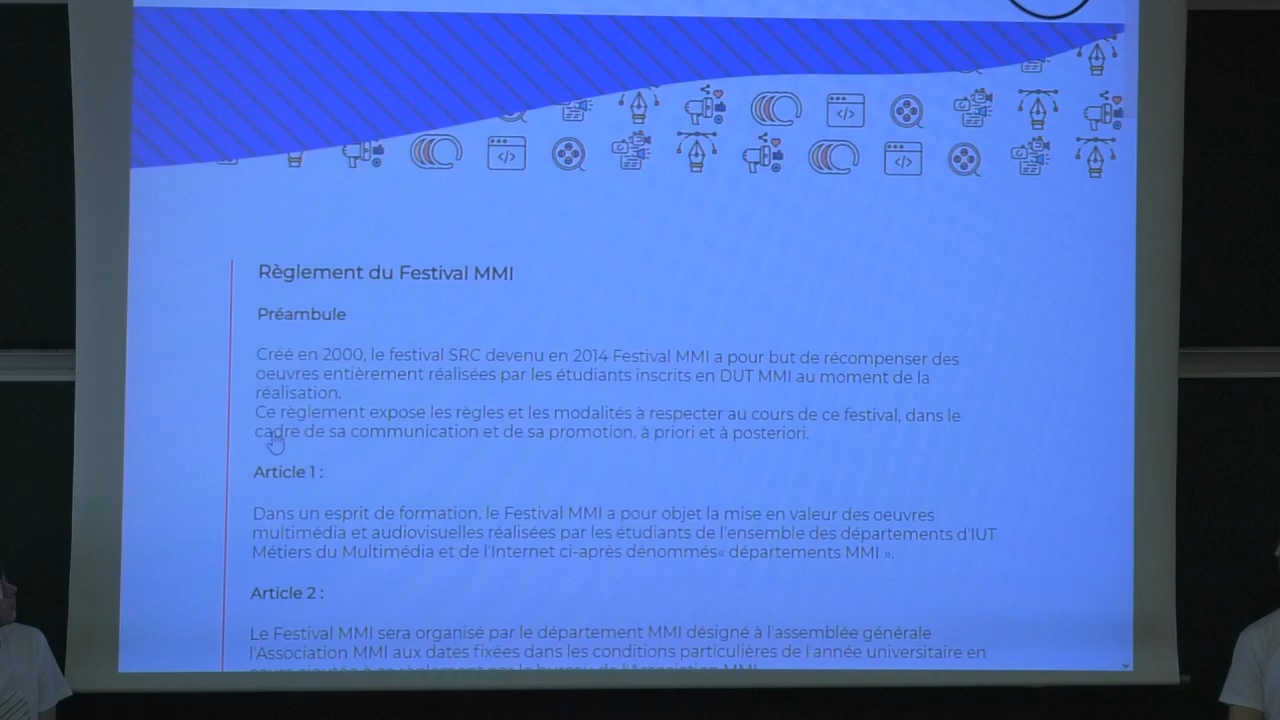 Règlement du Festival MMI
Préambule
Créé en 2000, le festival SRC devenu en 2014 Festival MMI a pour but de récompenser des
oeuvres entièrement réalisées par les étudiants inscrits en DUT MMI au moment de la
réalisation.
Ce règlement expose les règles et les modalités à respecter au cours de ce festival, dans le
cadre de sa communication et de sa promotion, à priori et à posteriori.
Article 1 :
Dans un esprit de formation, le Festival MMI a pour objet la mise en valeur des oeuvres
multimédia et audiovisuelles réalisées par les étudiants de l'ensemble des départements d'IUT
Métiers du Multimédia et de l'Internet ci-après dénommés« départements MMI ».
Article 2 :
Le Festival MMI sera organisé par le département MMI désigné à l'assemblée générale
l'Association MMI aux dates fixées dans les conditions particulières de l'année universitaire en